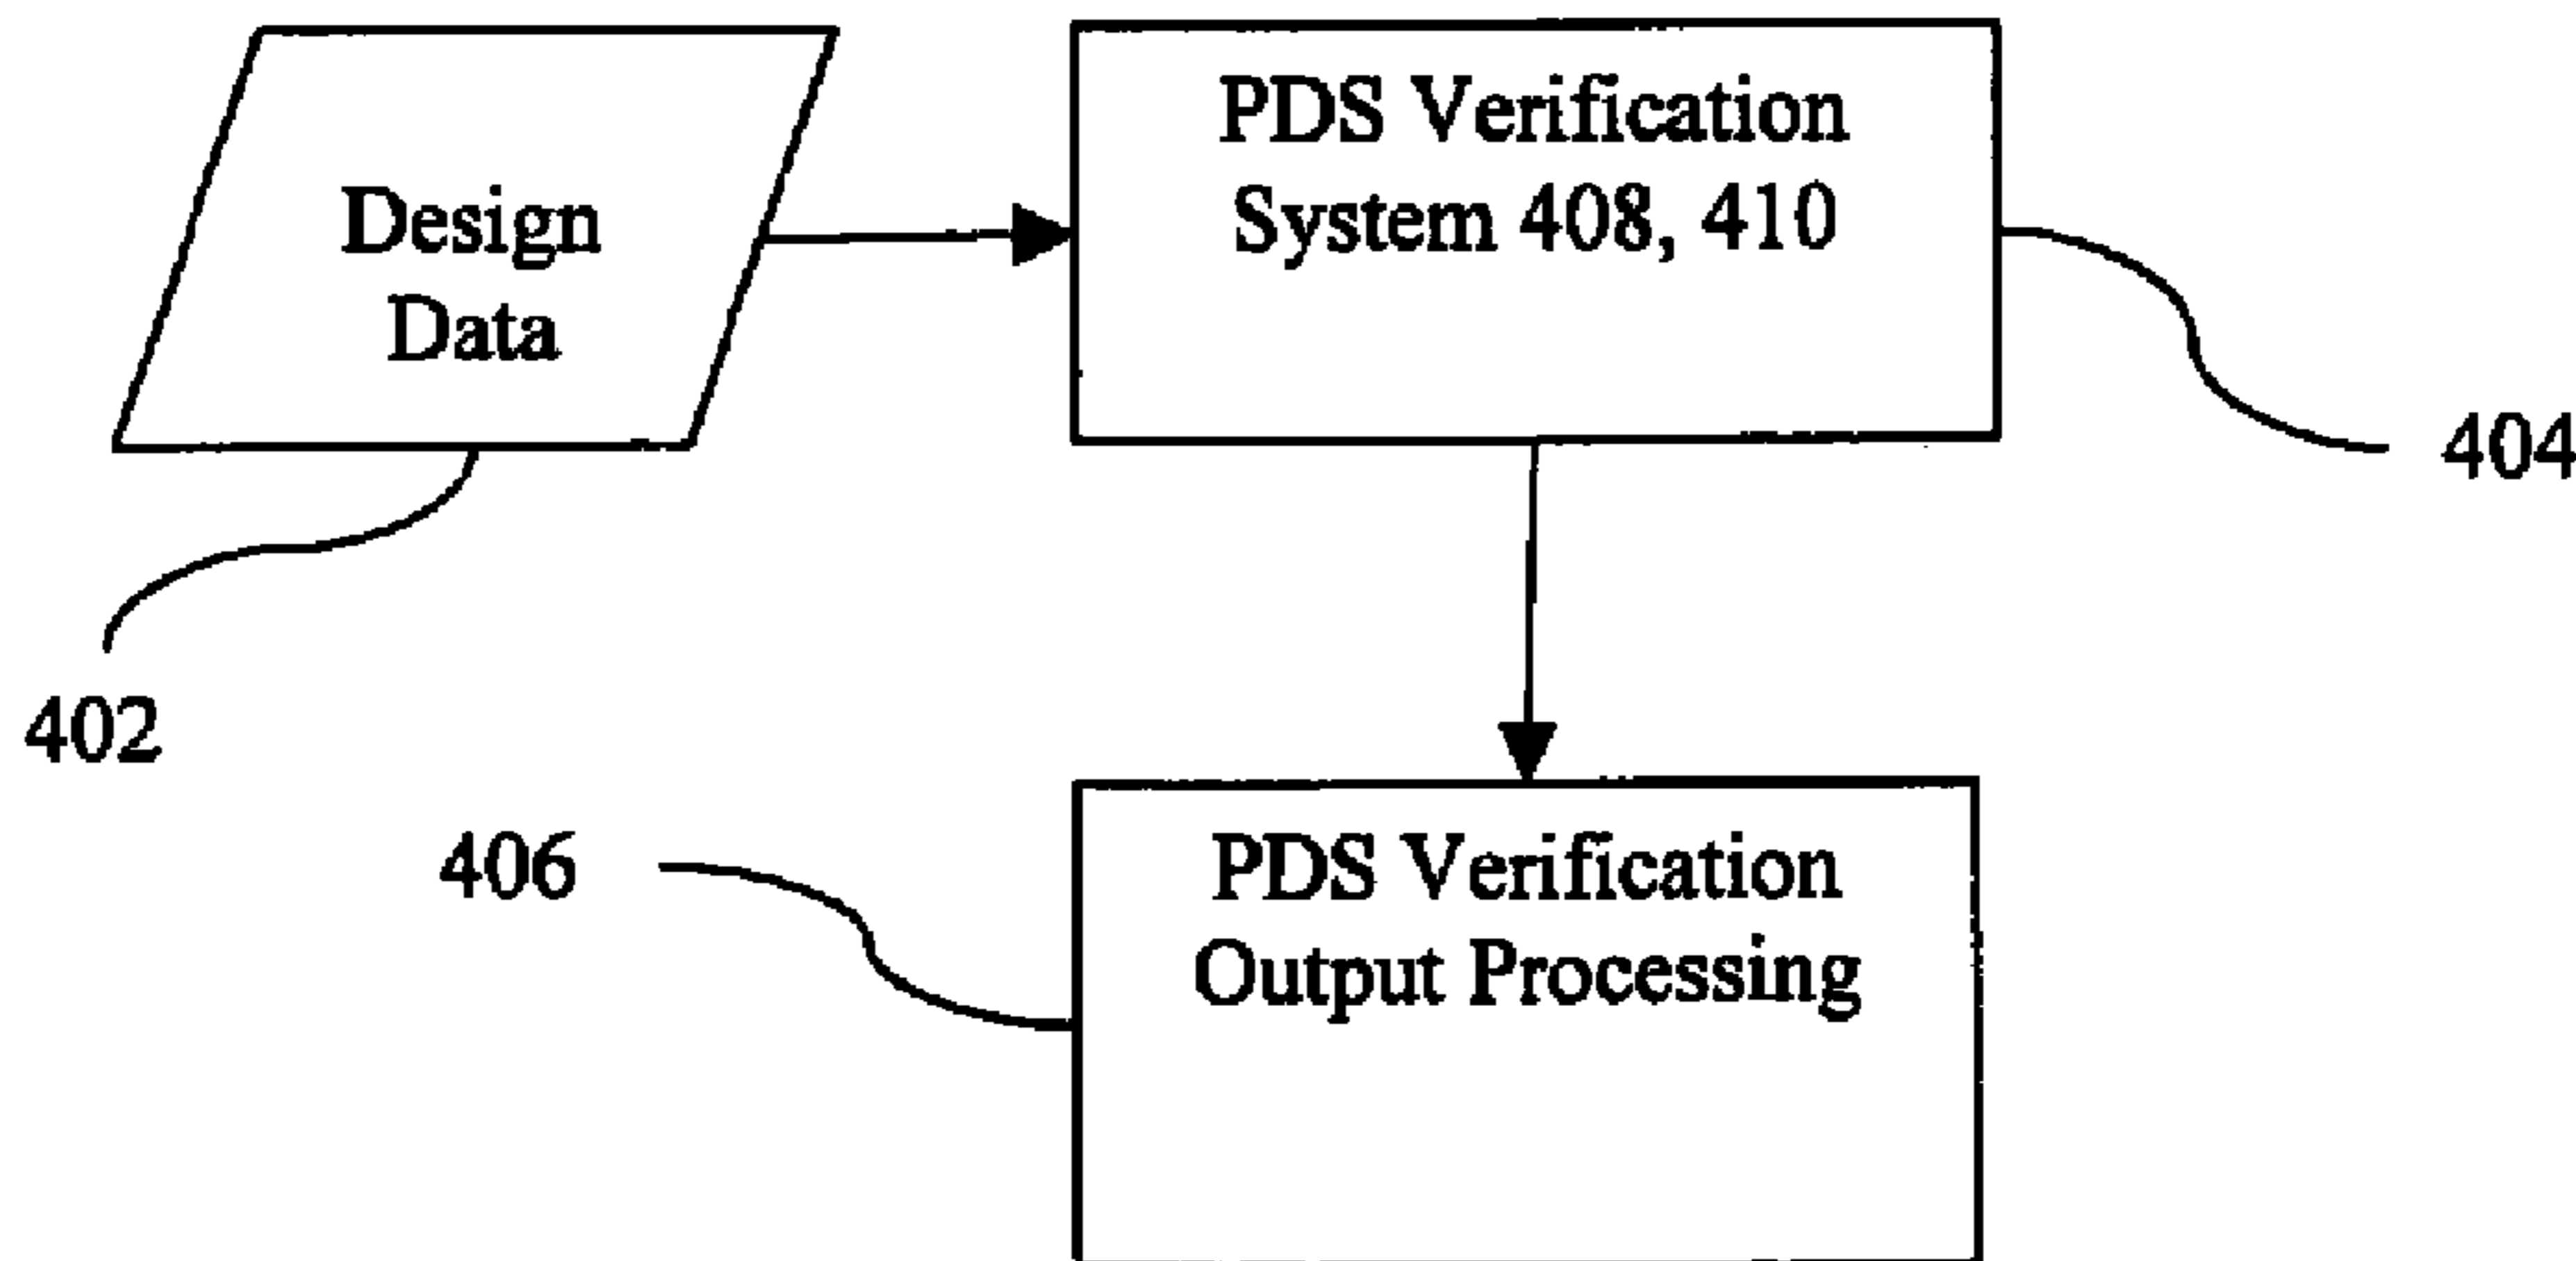 Design
Data
PDS Verification
System 408, 410
404
402
406
PDS Verification
Output Processing